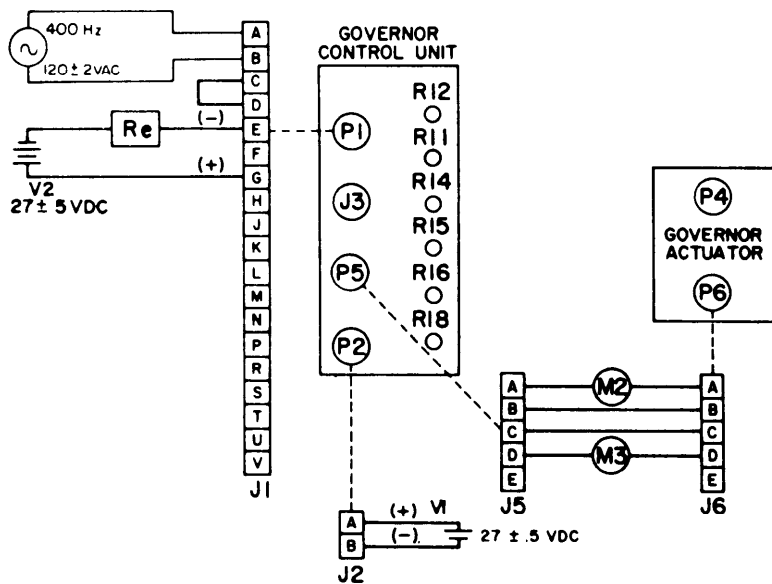 400 Hz
120 ± 2VAC
A
B
C
D
E
F
G
H
J
K
L
M
N
P
R
S
T
U
V
J1
(-)
Re
(+)
V2
27 ± 5 VDC
GOVERNOR
CONTROL UNIT
P1
J3
P5
P2
R12
R11
R14
R15
R16
R18
P4
GOVERNOR
ACTUATOR
P6
A
B
C
D
E
J5
M2
M3
A
B
C
D
E
J6
A
B
J2
(+)
V1
(-)
27 ± .5 VDC